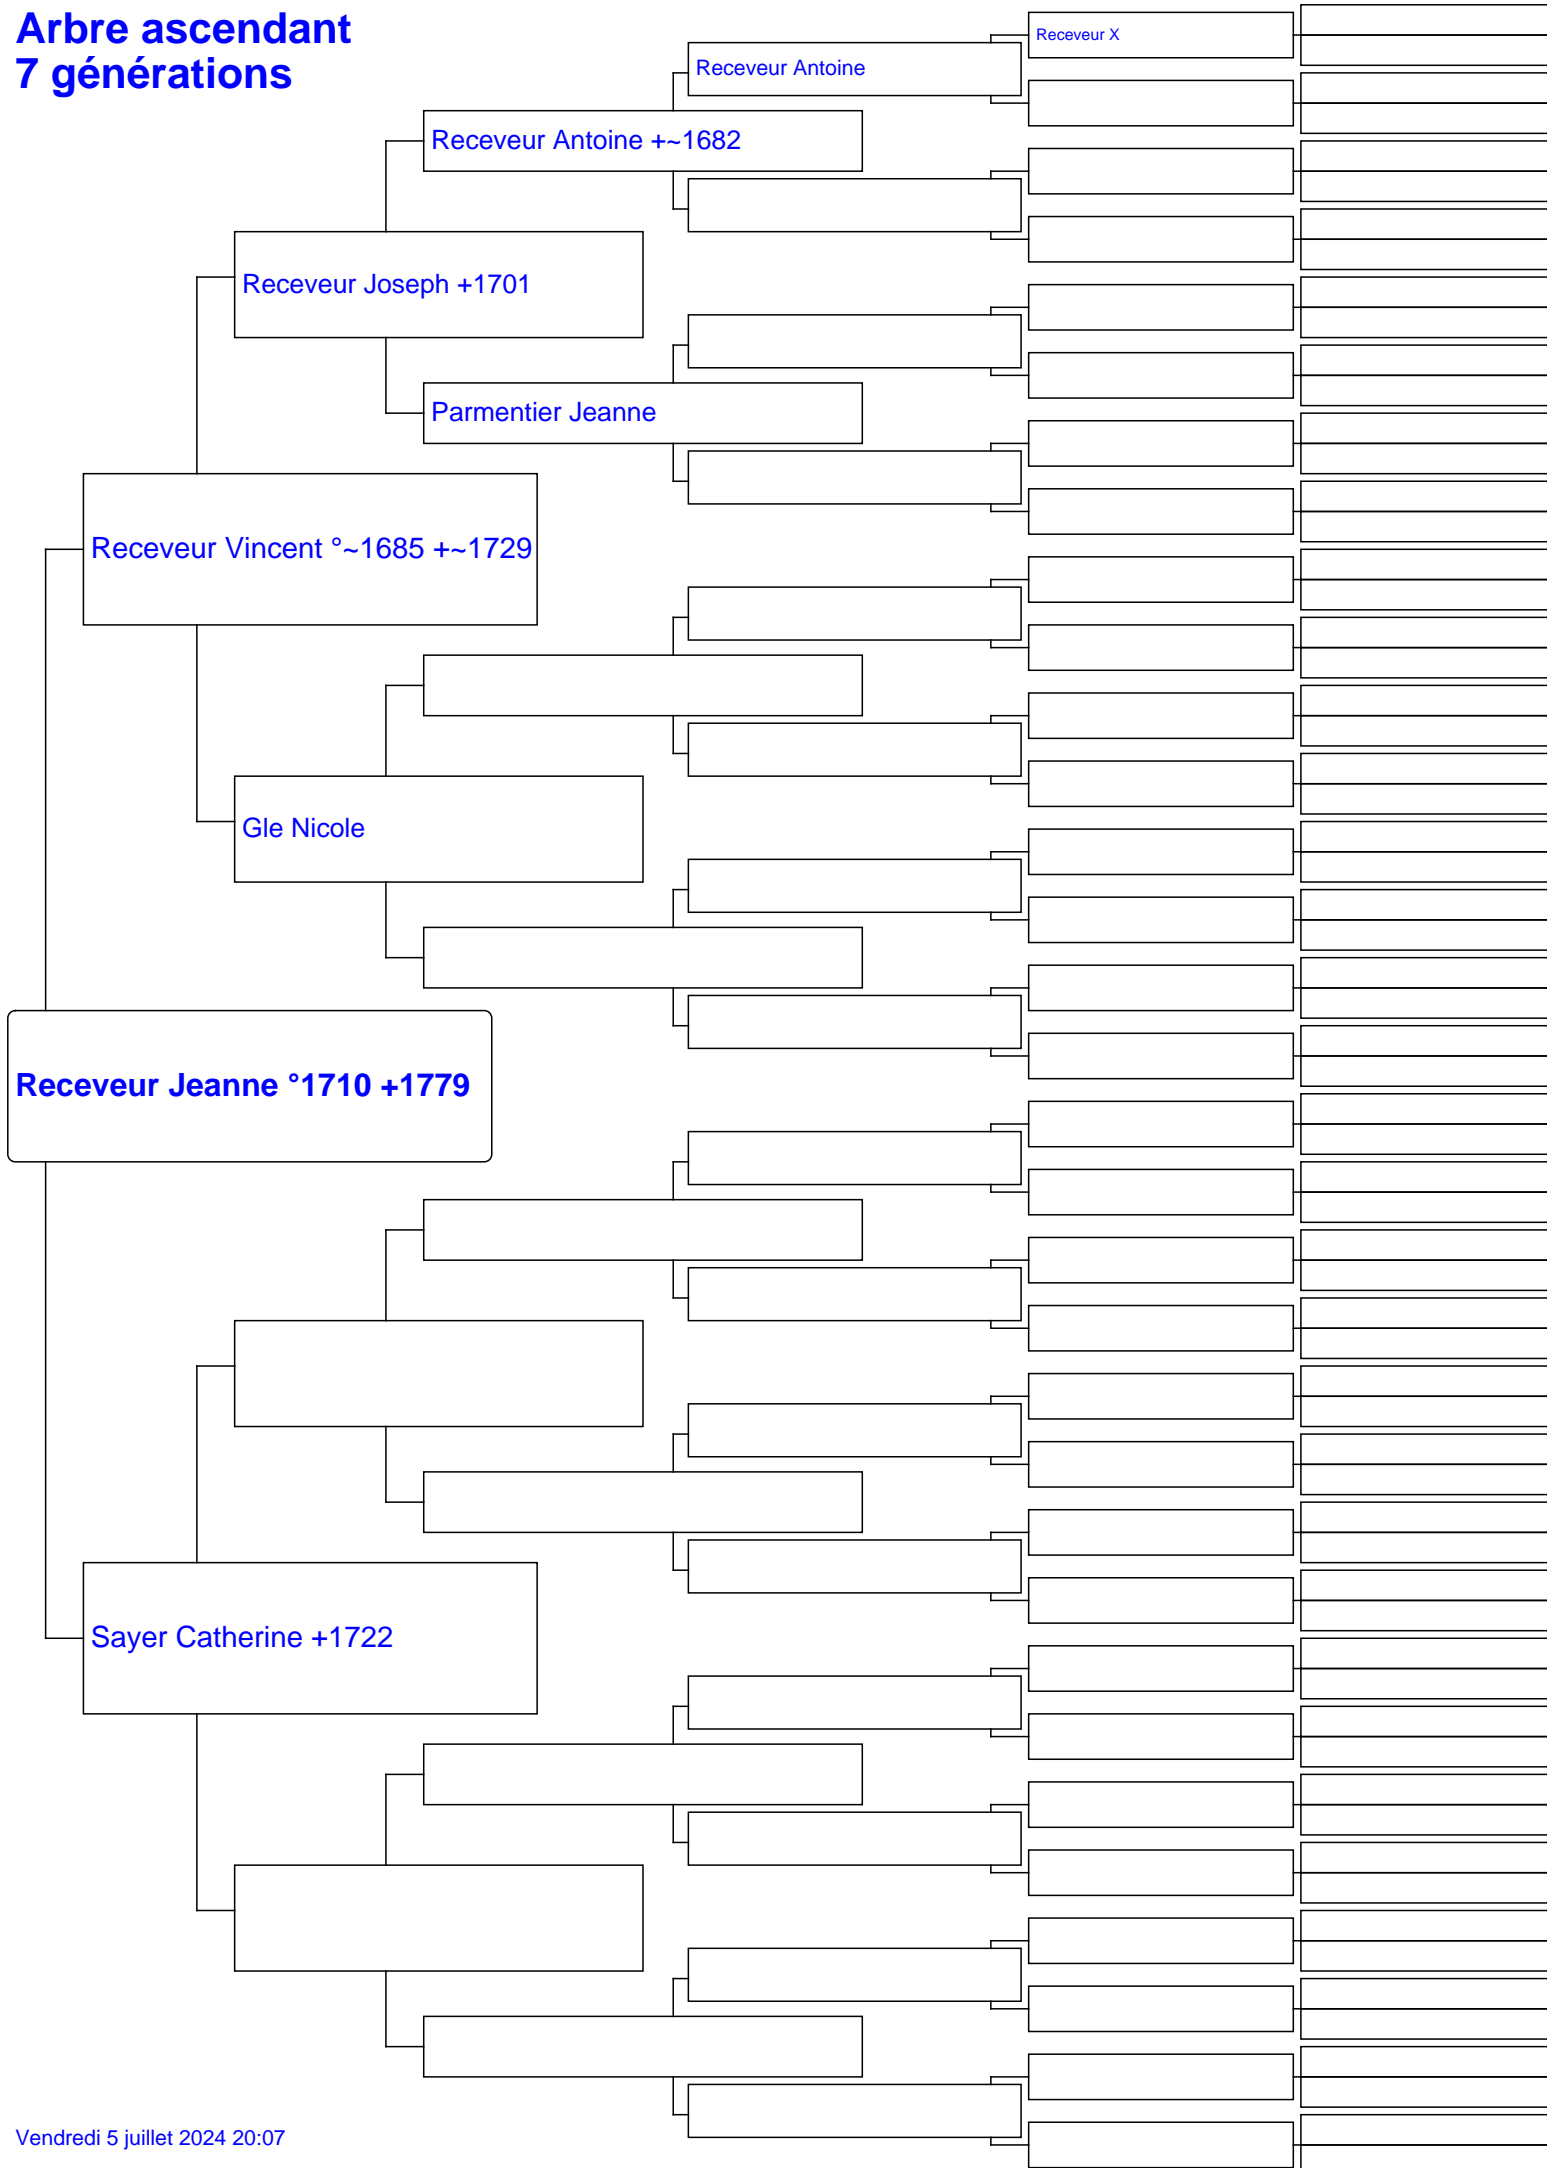 Arbre ascendant
7 générations
Receveur X
Receveur Antoine
Receveur Antoine +~1682
Receveur Joseph +1701
Parmentier Jeanne
Receveur Vincent °~1685 +~1729
Gle Nicole
Receveur Jeanne °1710 +1779
Sayer Catherine +1722
Vendredi 5 juillet 2024 20:07